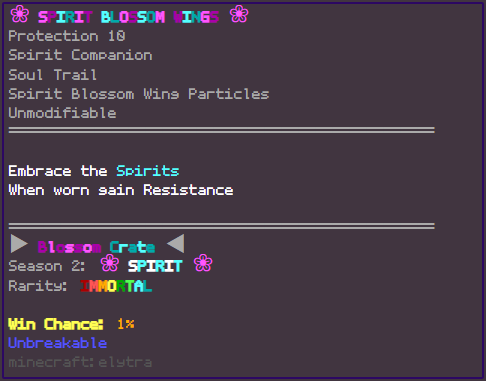 ❀ SPIRIT BLOSSOM WINGS ❀
Protection 10
Spirit Companion
Soul Trail
Spirit Blossom Wing Particles
Unmodifiable
Embrace the Spirits
When worn gain Resistance
▶ Blossom Crate ◀
Season 2: ❀ SPIRIT ❀
Rarity: IMMORTAL
Win Chance: 1%
Unbreakable
minecraft:elytra